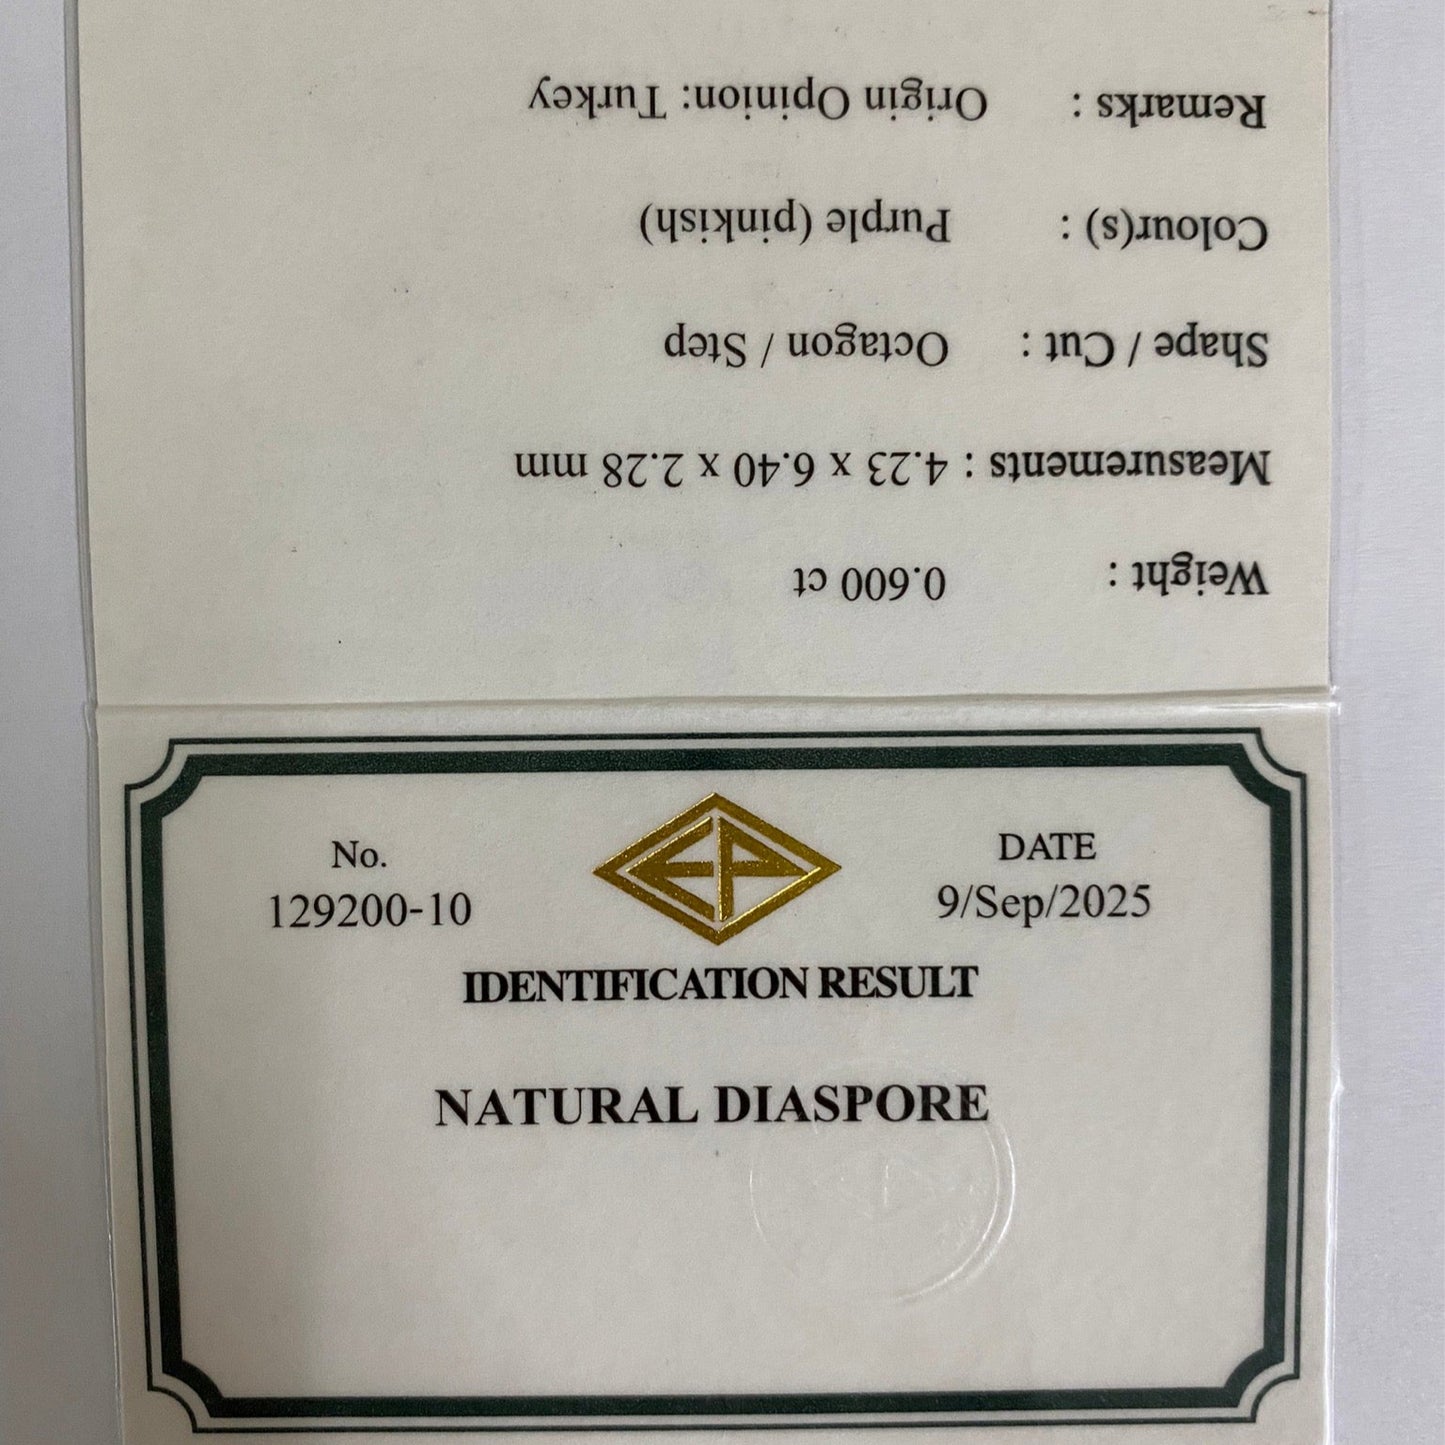 No.
129200-10
DATE
9/Sep/2025
IDENTIFICATION RESULT
NATURAL DIASPORE
Weight : 0.600 ct
Measurements : 4.23 x 6.40 x 2.28 mm
Shape / Cut : Octagon / Step
Colour(s) : Purple (pinkish)
Remarks : Origin Opinion: Turkey